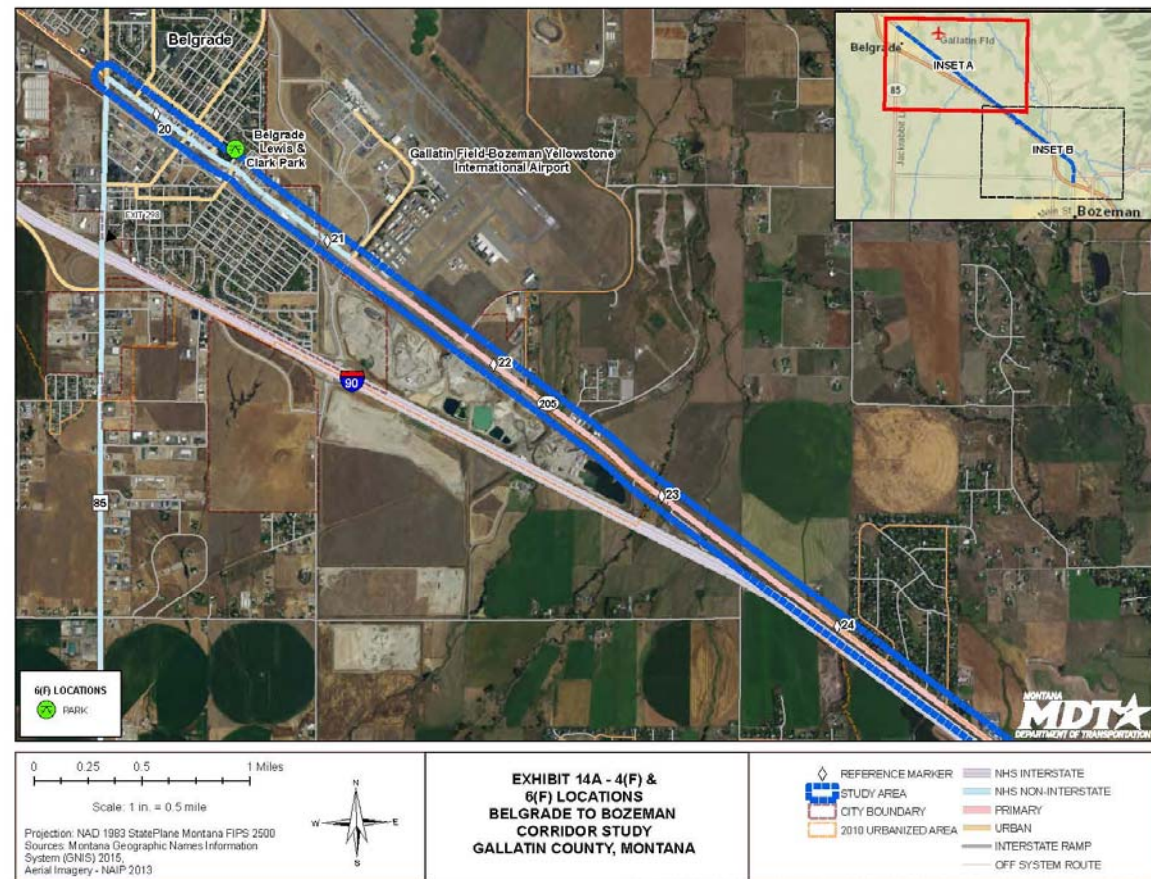 Belgrade
Belgrade
Lewis &
Clark Park
Gallatin Field-Bozeman Yellowstone
International Airport
20
21
22
23
24
205
EXIT 298
90
85
Gallatin Fld
Belgrade
INSET A
85
INSET B
Bozeman
6(F) LOCATIONS
PARK
MONTANA
MDT
DEPARTMENT OF TRANSPORTATION
0 0.25 0.5 1 Miles
Scale: 1 in. = 0.5 mile
Projection: NAD 1983 StatePlane Montana FIPS 2500
Sources: Montana Geographic Names Information
System (GNIS) 2015,
Aerial Imagery - NAIP 2013
N
W E
S
EXHIBIT 14A - 4(F) &
6(F) LOCATIONS
BELGRADE TO BOZEMAN
CORRIDOR STUDY
GALLATIN COUNTY, MONTANA
REFERENCE MARKER
STUDY AREA
CITY BOUNDARY
2010 URBANIZED AREA
NHS INTERSTATE
NHS NON-INTERSTATE
PRIMARY
URBAN
INTERSTATE RAMP
OFF SYSTEM ROUTE